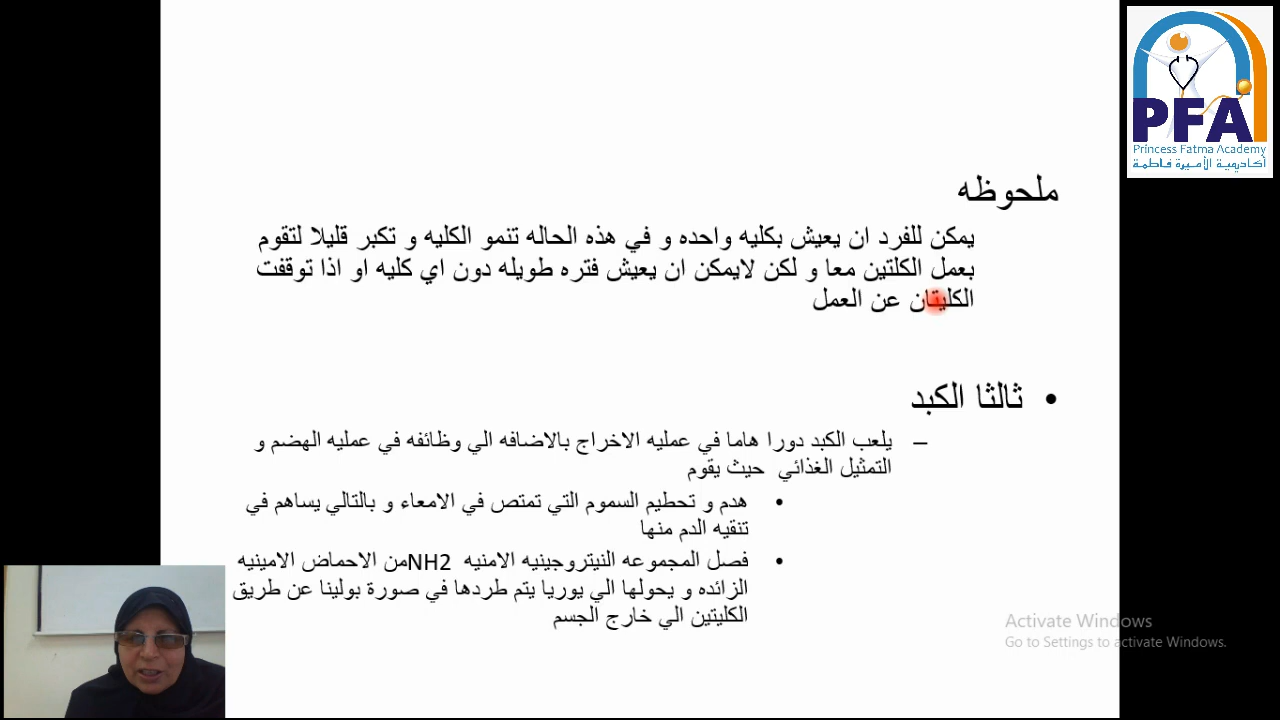 PFA
Princess Fatma Academy
أكاديمية الأميرة فاطمة
ملحوظه
يمكن للفرد ان يعيش بكليه واحده و في هذه الحاله تنمو الكليه و تكبر قليلا لتقوم
بعمل الكلتين معا و لكن لايمكن ان يعيش فتره طويله دون اي كليه او اذا توقفت
الكليتان عن العمل
• ثالثا الكبد
– يلعب الكبد دورا هاما في عمليه الاخراج بالاضافه الي وظائفه في عمليه الهضم و
التمثيل الغذائي حيث يقوم
• هدم و تحطيم السموم التي تمتص في الامعاء و بالتالي يساهم في
تنقيه الدم منها
• فصل المجموعه النيتروجينيه الامنيه NH2من الاحماض الامينيه
الزائده و يحولها الي يوريا يتم طردها في صورة بولينا عن طريق
الكليتين الي خارج الجسم
Activate Windows
Go to Settings to activate Windows.